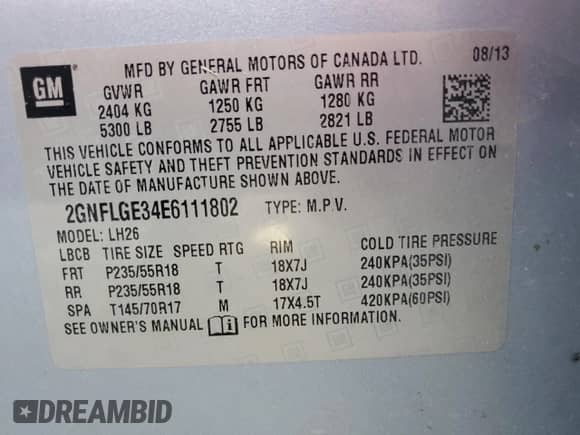 GM
MFD BY GENERAL MOTORS OF CANADA LTD. 08/13
GVWR GAWR FRT GAWR RR
2404 KG 1250 KG 1280 KG
5300 LB 2755 LB 2821 LB
THIS VEHICLE CONFORMS TO ALL APPLICABLE U.S. FEDERAL MOTOR
VEHICLE SAFETY AND THEFT PREVENTION STANDARDS IN EFFECT ON
THE DATE OF MANUFACTURE SHOWN ABOVE.
2GNFLGE34E6111802 TYPE: M.P.V.
MODEL: LH26
LBCB TIRE SIZE SPEED RTG RIM COLD TIRE PRESSURE
FRT P235/55R18 T 18X7J 240KPA(35PSI)
RR P235/55R18 T 18X7J 240KPA(35PSI)
SPA T145/70R17 M 17X4.5T 420KPA(60PSI)
SEE OWNER'S MANUAL FOR MORE INFORMATION.
DREAMBID